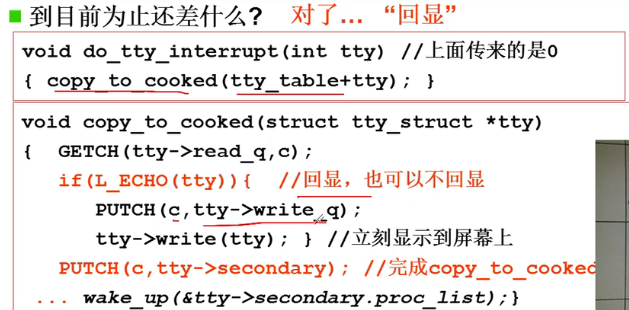 到目前为止还差什么? 对了… “回显”
void do_tty_interrupt(int tty) //上面传来的是0
{ copy_to_cooked(tty_table+tty); }
void copy_to_cooked(struct tty_struct *tty)
{ GETCH(tty->read_q,c);
if(L_ECHO(tty)){ //回显,也可以不回显
PUTCH(c,tty->write_q);
tty->write(tty); } //立刻显示到屏幕上
PUTCH(c,tty->secondary); //完成copy_to_cooked
... wake_up(&tty->secondary.proc_list);}